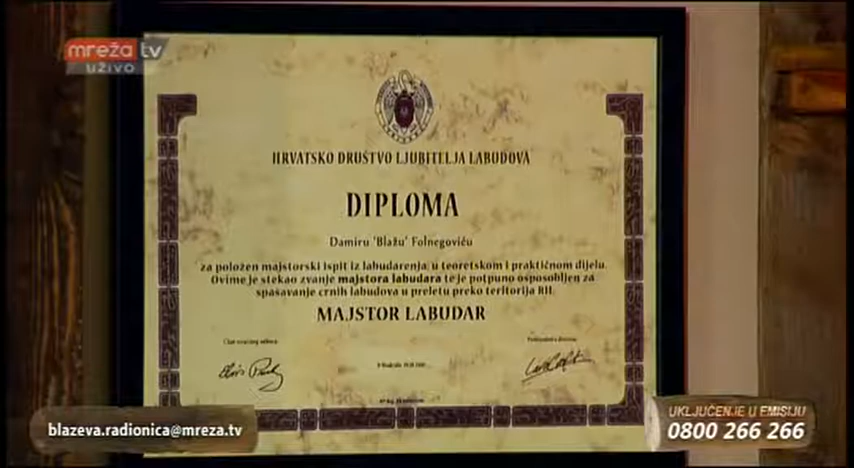 mreža tv
uživo
HRVATSKO DRUŠTVO LJUBITELJA LABUDOVA
DIPLOMA
Damiru 'Blažu' Folnegoviću
za položen majstorski ispit iz labudarenja, u teoretskom i praktičnom dijelu.
Ovime je stekao zvanje majstora labudara te je potpuno osposobljen za
spašavanje crnih labudova u preletu preko teritorija RH.
MAJSTOR LABUDAR
blazeva.radionica@mreza.tv
UKLJUČENJE U EMISIJU
0800 266 266